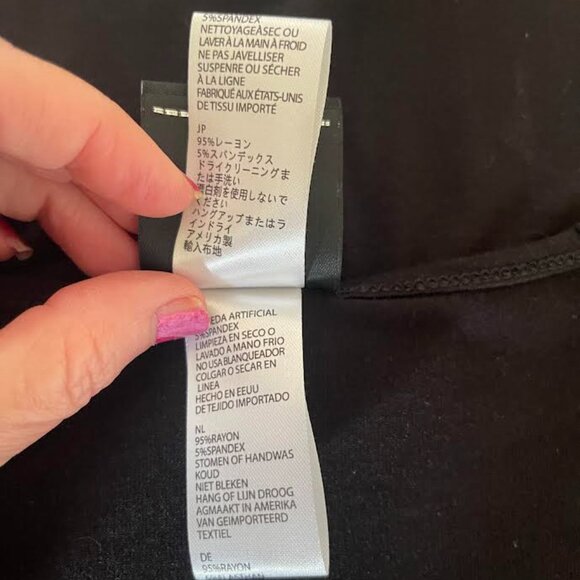 5%SPANDEX
NETTOYAGEÀSEC OU
LAVER À LA MAIN À FROID
NE PAS JAVELLISER
SUSPENRE OU SÉCHER
À LA LIGNE
FABRIQUÉ AUX ÉTATS-UNIS
DE TISSU IMPORTÉ
JP
95%レーヨン
5%スパンデックス
ドライクリーニングま
たは手洗い
白剤を使用しないで
ください
ハングアップまたはラ
インドライ
アメリカ製
輸入布地
EDA ARTIFICIAL
5%SPANDEX
LIMPIEZA EN SECO O
LAVADO A MANO FRIO
NO USA BLANQUEADOR
COLGAR O SECAR EN
LINEA
HECHO EN EEUU
DE TEJIDO IMPORTADO
NL
95%RAYON
5%SPANDEX
STOMEN OF HANDWAS
KOUD
NIET BLEKEN
HANG OF LIJN DROOG
AGMAAKT IN AMERIKA
VAN GEIMPORTEERD
TEXTIEL
DE
95%RAYON